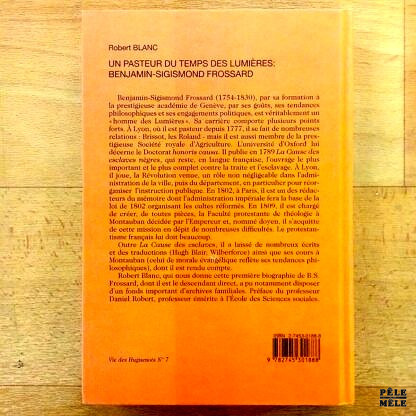 Robert BLANC
UN PASTEUR DU TEMPS DES LUMIÈRES:
BENJAMIN-SIGISMOND FROSSARD
Benjamin-Sigismond Frossard (1754-1830), par sa formation à
la prestigieuse académie de Genève, par ses goûts, ses tendances
philosophiques et ses engagements politiques, est véritablement un
«homme des Lumières». Sa carrière comporte plusieurs points
forts. À Lyon, où il est pasteur depuis 1777, il se fait de nombreuses
relations : Brissot, les Roland - mais il est aussi membre de la pres-
tigieuse Société royale d'Agriculture. L'université d'Oxford lui
décerne le Doctorat honoris causa. Il publie en 1789 La Cause des
esclaves nègres, qui reste, en langue française, l'ouvrage le plus
important et le plus complet contre la traite et l'esclavage. À Lyon,
il joue, la Révolution venue, un rôle non négligeable dans l'admi-
nistration de la ville, puis du département, en particulier pour réor-
ganiser l'instruction publique. En 1802, à Paris, il est un des rédac-
teurs du mémoire dont l'administration impériale fera la base de la
loi de 1802 organisant les cultes réformés. En 1809, il est chargé
de créer, de toutes pièces, la Faculté protestante de théologie à
Montauban décidée par l'Empereur et, nommé doyen, il s'acquitte
de cette mission en dépit de nombreuses difficultés. Le protestan-
tisme français lui doit beaucoup.
Outre La Cause des esclaves, il a laissé de nombreux écrits
et des traductions (Hugh Blair, Wilberforce) ainsi que ses cours à
Montauban (celui de morale évangélique reflète ses tendances phi-
losophiques), dont il est rendu compte.
Robert Blanc, qui nous donne cette première biographie de B.S.
Frossard, dont il est le descendant direct, a pu notamment disposer
d'un fonds important d'archives familiales. Préface du professeur
Daniel Robert, professeur émérite à l'École des Sciences sociales.
ISBN 2-7453-0188-8
9 782745 301888
Vie des Huguenots N° 7
PÊLE
MÊLE